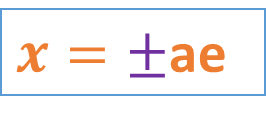 x = ±ae